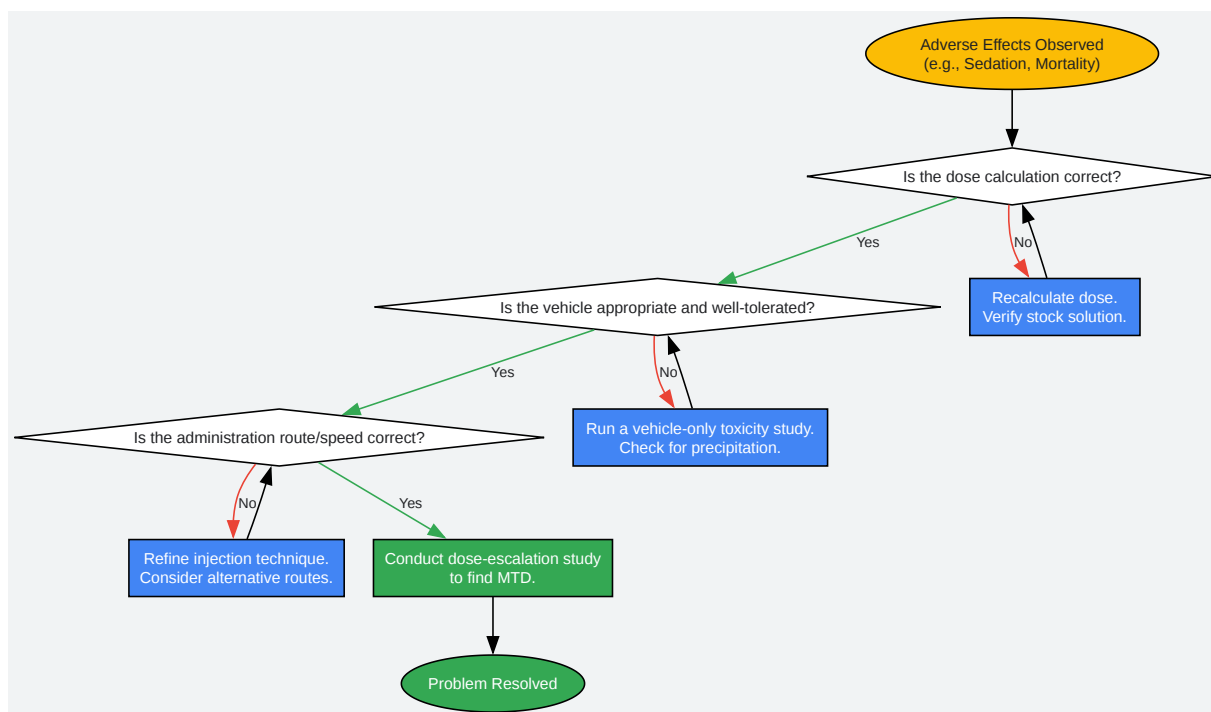 Adverse Effects Observed
(e.g., Sedation, Mortality)
Is the dose calculation correct?
Yes
No
Recalculate dose.
Verify stock solution.
Is the vehicle appropriate and well-tolerated?
Yes
No
Run a vehicle-only toxicity study.
Check for precipitation.
Is the administration route/speed correct?
No
Yes
Refine injection technique.
Consider alternative routes.
Conduct dose-escalation study
to find MTD.
Problem Resolved